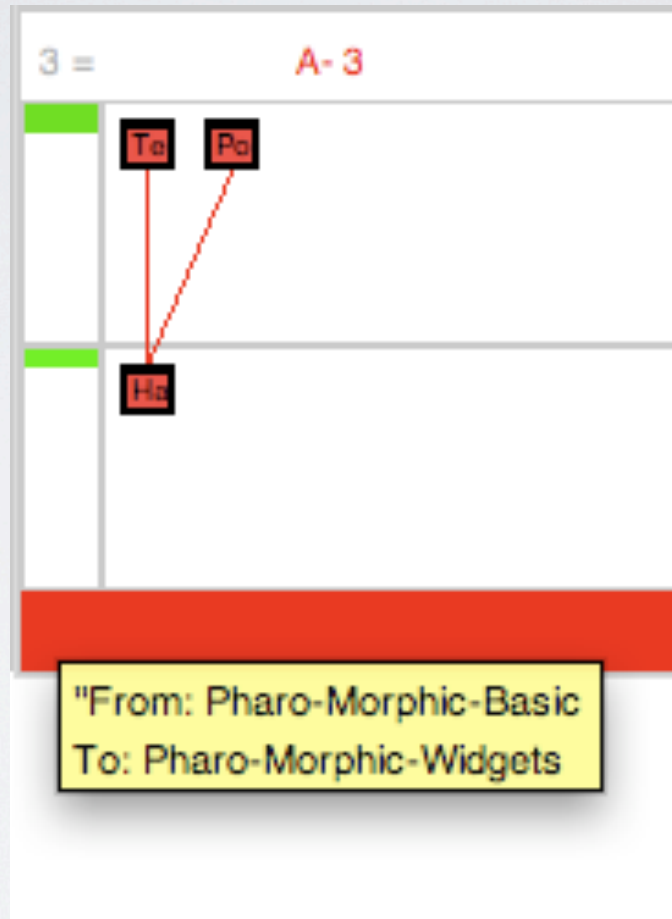 3 = A- 3
Te Po
Ha
"From: Pharo-Morphic-Basic
To: Pharo-Morphic-Widgets